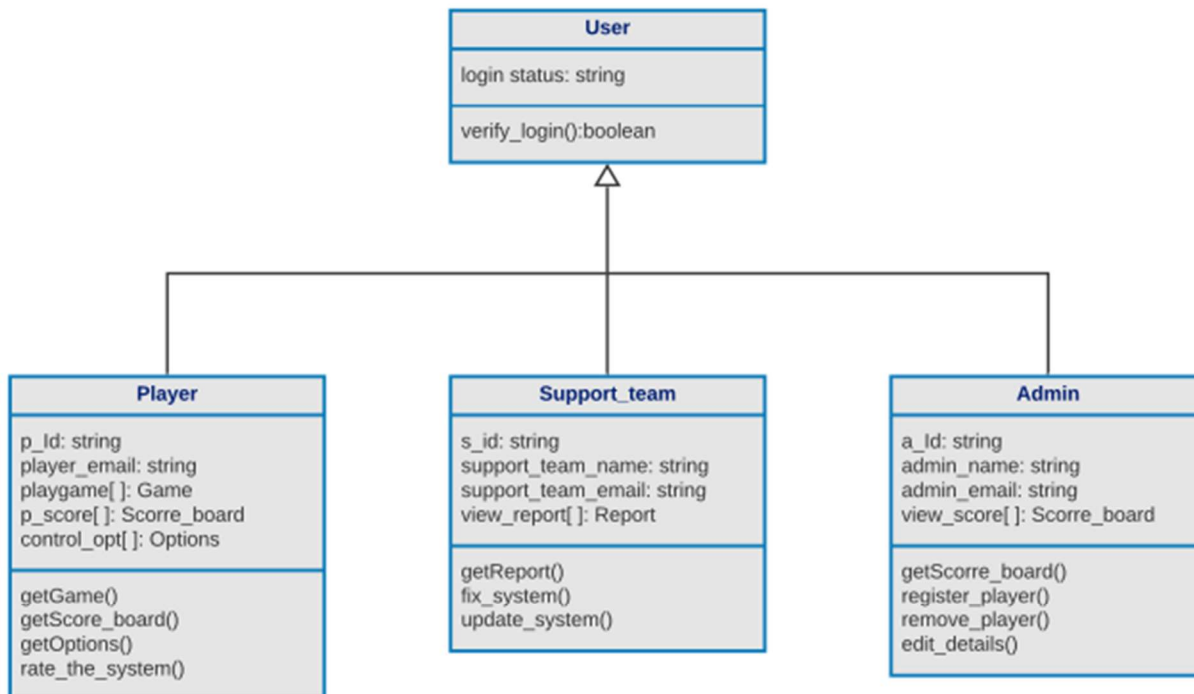 User
login status: string
verify_login():boolean
Player
p_Id: string
player_email: string
playgame[ ]: Game
p_score[ ]: Scorre_board
control_opt[ ]: Options
getGame()
getScore_board()
getOptions()
rate_the_system()
Support_team
s_id: string
support_team_name: string
support_team_email: string
view_report[ ]: Report
getReport()
fix_system()
update_system()
Admin
a_Id: string
admin_name: string
admin_email: string
view_score[ ]: Scorre_board
getScorre_board()
register_player()
remove_player()
edit_details()